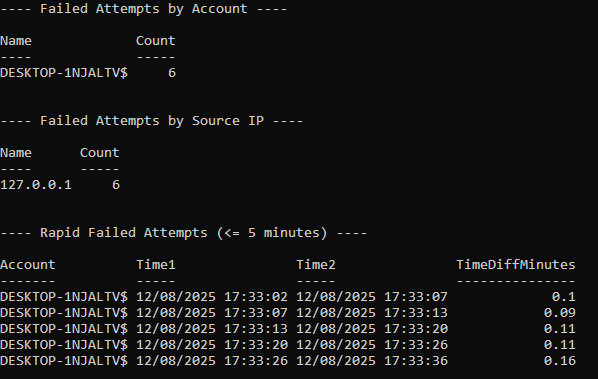 ---- Failed Attempts by Account ----
Name             Count
----             -----
DESKTOP-1NJALTV$     6
---- Failed Attempts by Source IP ----
Name      Count
----      -----
127.0.0.1     6
---- Rapid Failed Attempts (<= 5 minutes) ----
Account          Time1               Time2               TimeDiffMinutes
-------          -----               -----               ---------------
DESKTOP-1NJALTV$ 12/08/2025 17:33:02 12/08/2025 17:33:07             0.1
DESKTOP-1NJALTV$ 12/08/2025 17:33:07 12/08/2025 17:33:13            0.09
DESKTOP-1NJALTV$ 12/08/2025 17:33:13 12/08/2025 17:33:20            0.11
DESKTOP-1NJALTV$ 12/08/2025 17:33:20 12/08/2025 17:33:26            0.11
DESKTOP-1NJALTV$ 12/08/2025 17:33:26 12/08/2025 17:33:36            0.16